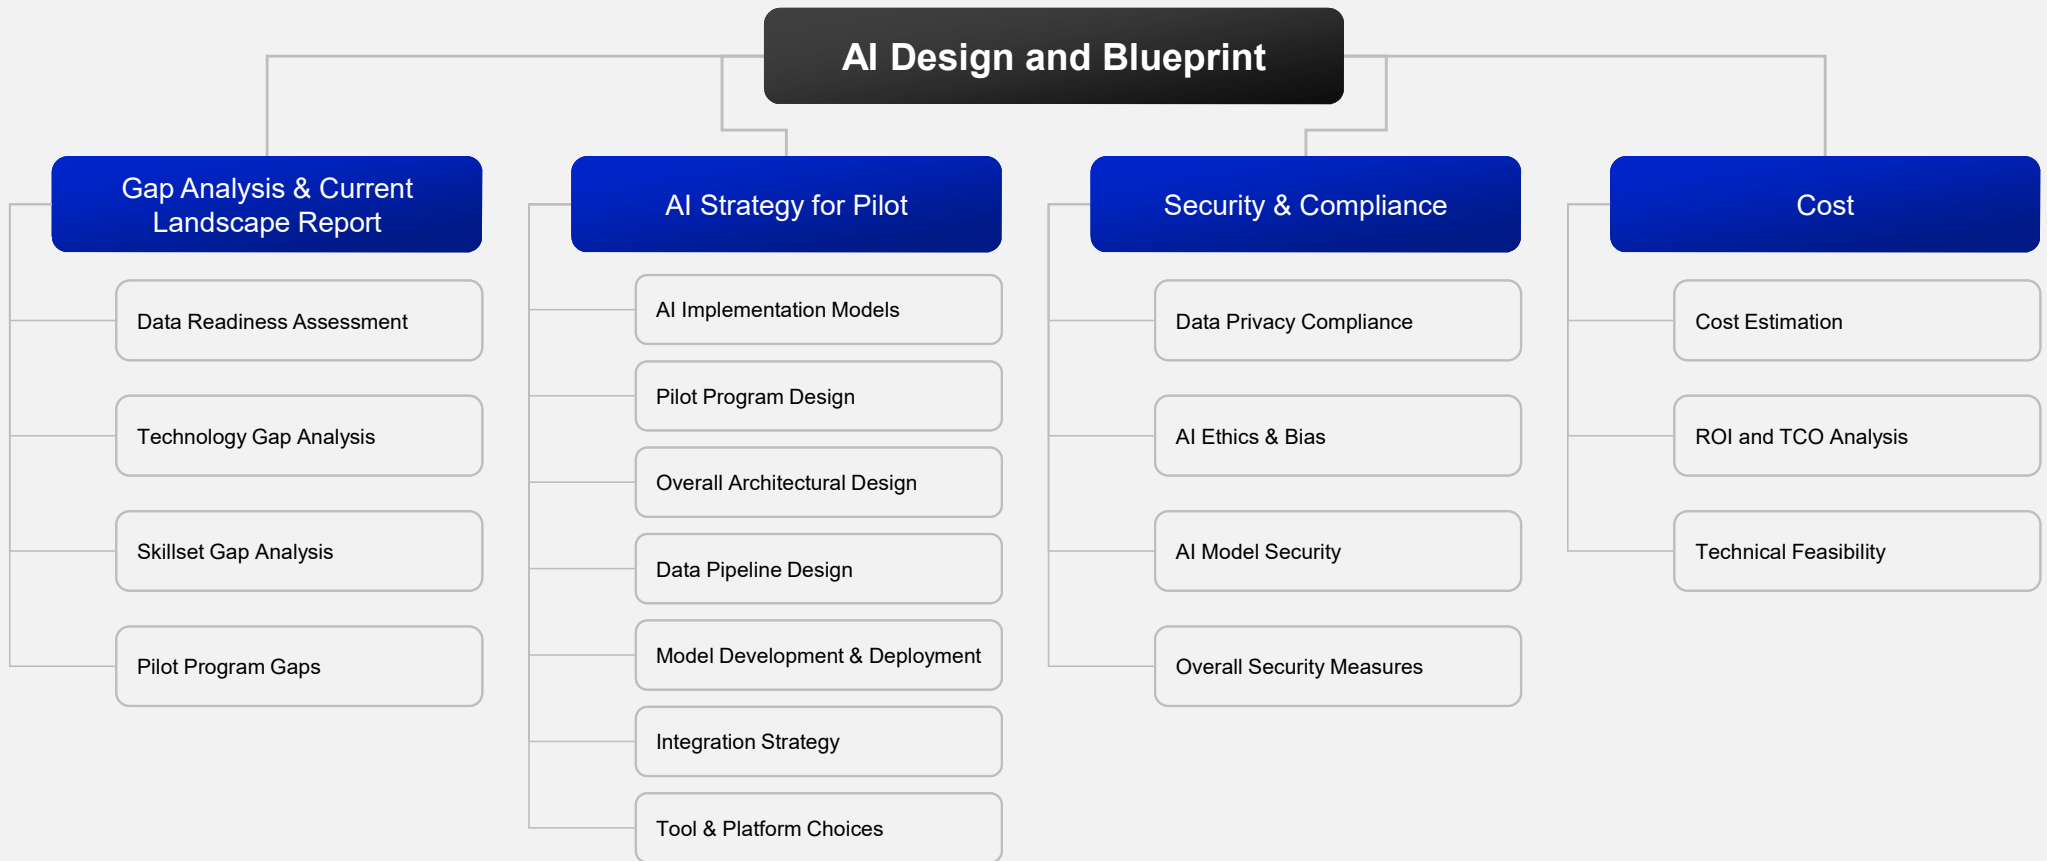 AI Design and Blueprint
Gap Analysis & Current
Landscape Report
Data Readiness Assessment
Technology Gap Analysis
Skillset Gap Analysis
Pilot Program Gaps
AI Strategy for Pilot
AI Implementation Models
Pilot Program Design
Overall Architectural Design
Data Pipeline Design
Model Development & Deployment
Integration Strategy
Tool & Platform Choices
Security & Compliance
Data Privacy Compliance
AI Ethics & Bias
AI Model Security
Overall Security Measures
Cost
Cost Estimation
ROI and TCO Analysis
Technical Feasibility